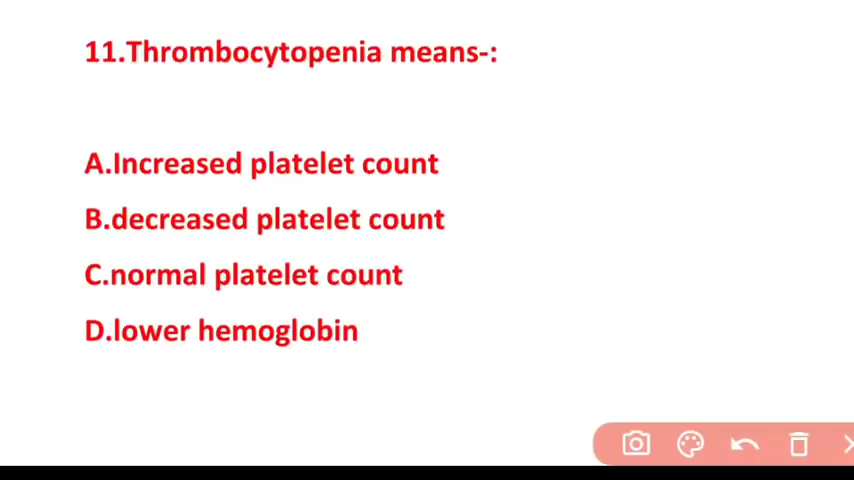 11.Thrombocytopenia means-:
A.Increased platelet count
B.decreased platelet count
C.normal platelet count
D.lower hemoglobin